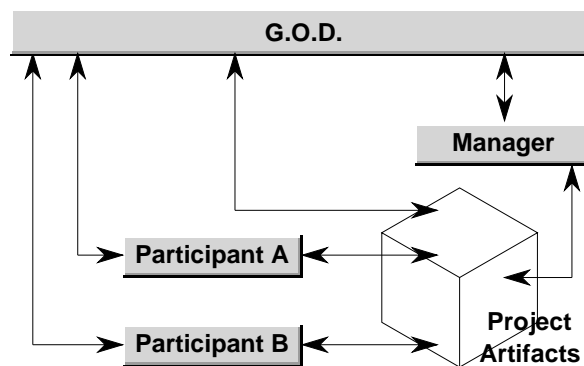 G.O.D.
Manager
Participant A
Participant B
Project
Artifacts